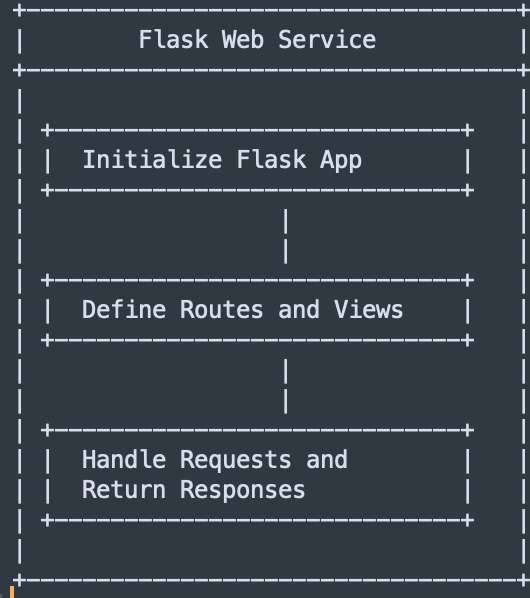 Flask Web Service
Initialize Flask App
Define Routes and Views
Handle Requests and
Return Responses